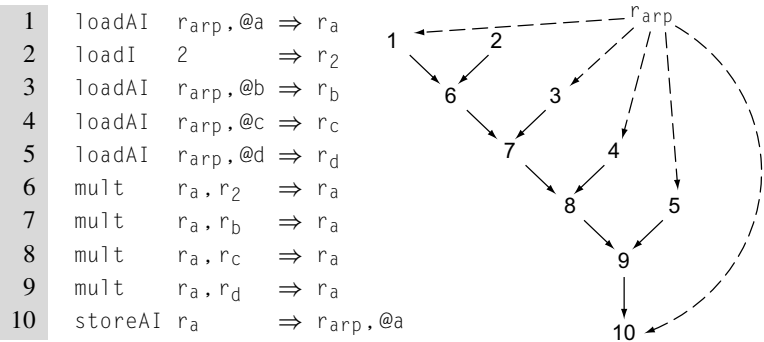 1 loadAI r_arp,@a ⇒ r_a
2 loadI 2 ⇒ r_2
3 loadAI r_arp,@b ⇒ r_b
4 loadAI r_arp,@c ⇒ r_c
5 loadAI r_arp,@d ⇒ r_d
6 mult r_a,r_2 ⇒ r_a
7 mult r_a,r_b ⇒ r_a
8 mult r_a,r_c ⇒ r_a
9 mult r_a,r_d ⇒ r_a
10 storeAI r_a ⇒ r_arp,@a
r_arp
1 2
6 3
7 4
8 5
9
10